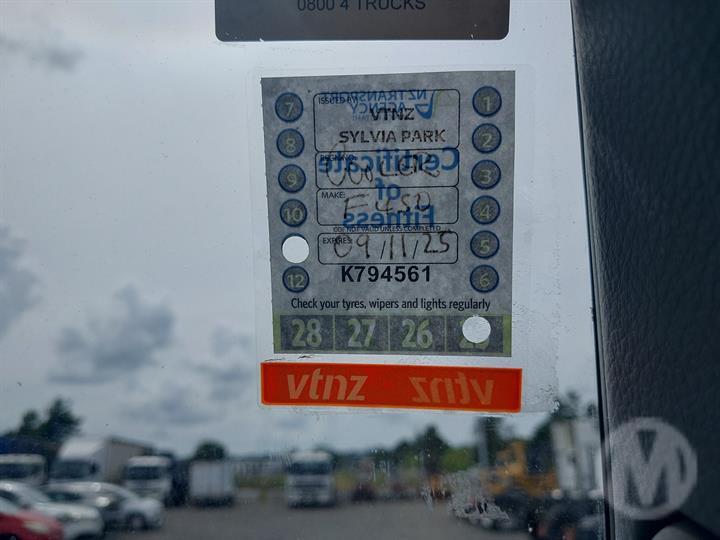 0800 4 TRUCKS
NZ TRANSPORT
AGENCY
ISSUED BY:
VTNZ
SYLVIA PARK
REGN NO:
Certificate
of
MAKE:
Fitness
DO NOT VALID UNLESS COMPLETED
EXPIRES:
09/11/25
K794561
7 1
8 2
9 3
10 4
5
12 6
Check your tyres, wipers and lights regularly
28 27 26
vtnz vtnz
M